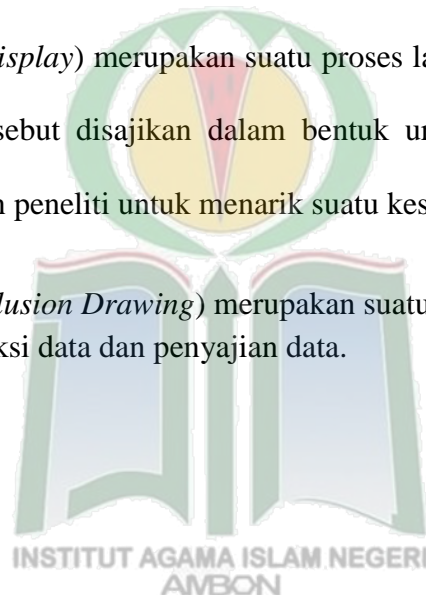 isplay) merupakan suatu proses la
sebut disajikan dalam bentuk ur
n peneliti untuk menarik suatu kes
lusion Drawing) merupakan suatu
ksi data dan penyajian data.
INSTITUT AGAMA ISLAM NEGERI
AMBON